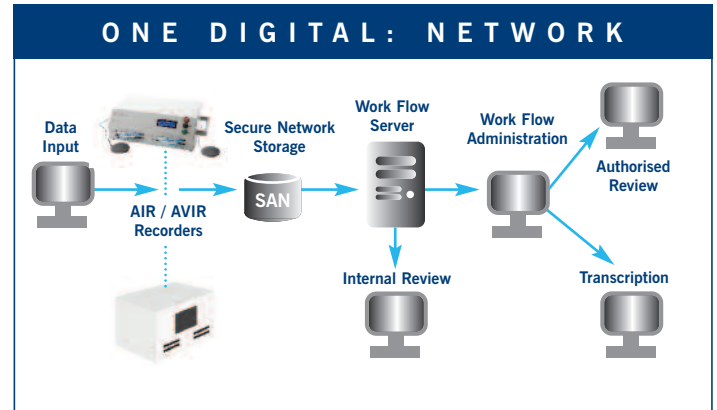 ONE DIGITAL: NETWORK
Data
Input
AIR / AVIR
Recorders
Secure Network
Storage
SAN
Work Flow
Server
Internal Review
Work Flow
Administration
Authorised
Review
Transcription